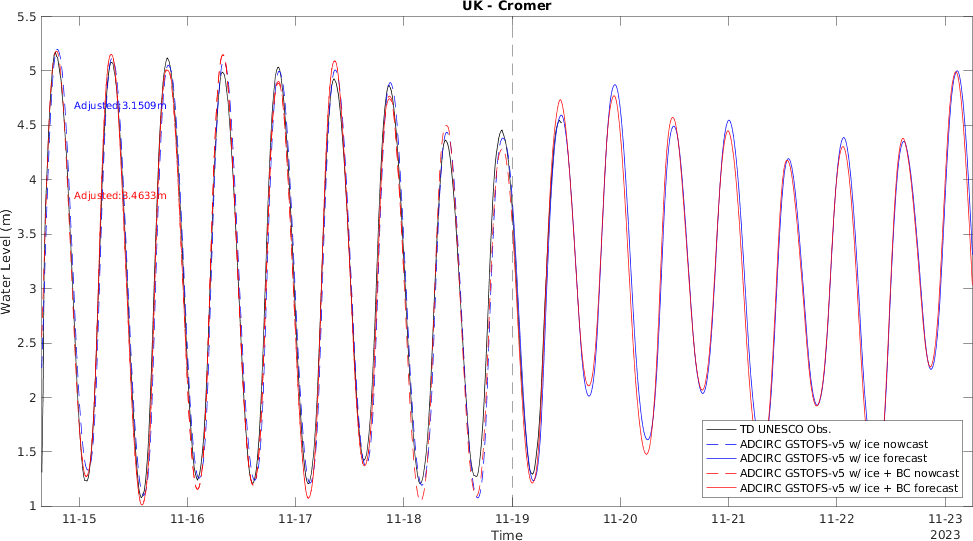 UK - Cromer
5.5
5
4.5
4
3.5
3
2.5
2
1.5
1
Water Level (m)
Adjusted:3.1509m
Adjusted:3.4633m
TD UNESCO Obs.
ADCIRC GSTOFS-v5 w/ ice nowcast
ADCIRC GSTOFS-v5 w/ ice forecast
ADCIRC GSTOFS-v5 w/ ice + BC nowcast
ADCIRC GSTOFS-v5 w/ ice + BC forecast
11-15 11-16 11-17 11-18 11-19 11-20 11-21 11-22 11-23
Time
2023